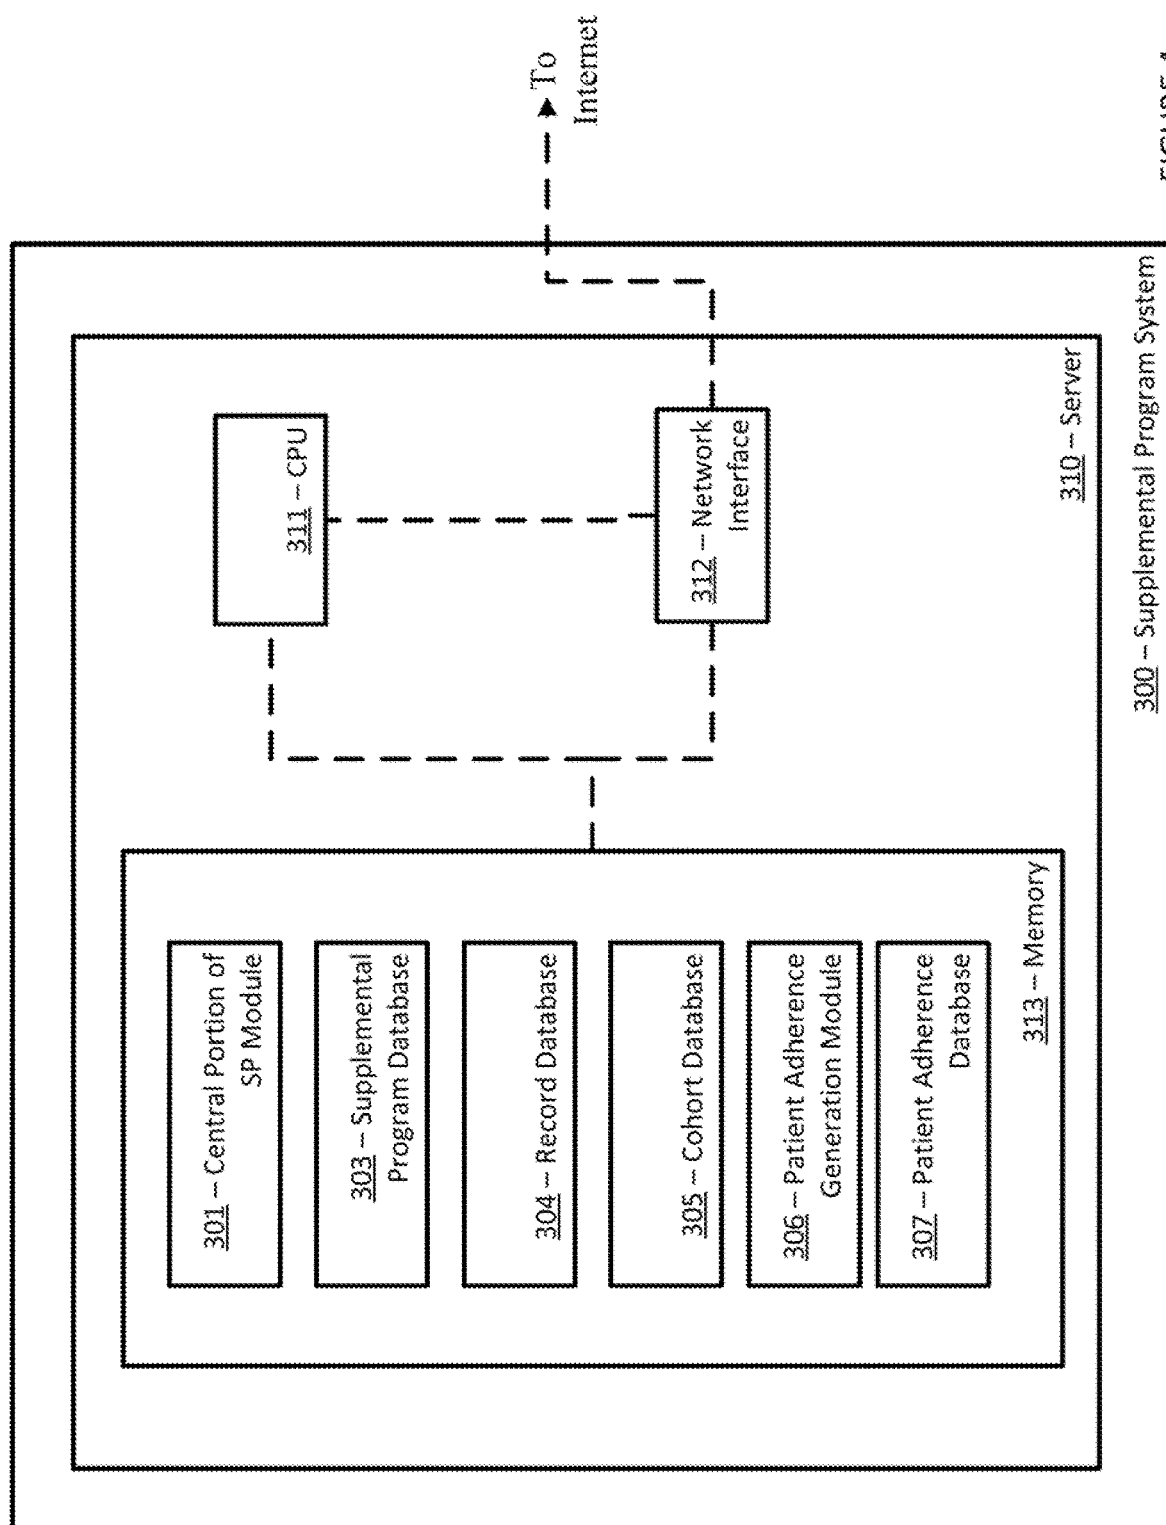 301 – Central Portion of
SP Module
303 – Supplemental
Program Database
304 – Record Database
305 – Cohort Database
306 – Patient Adherence
Generation Module
307 – Patient Adherence
Database
313 – Memory
311 – CPU
312 – Network
Interface
310 – Server
300 – Supplemental Program System
To
Internet